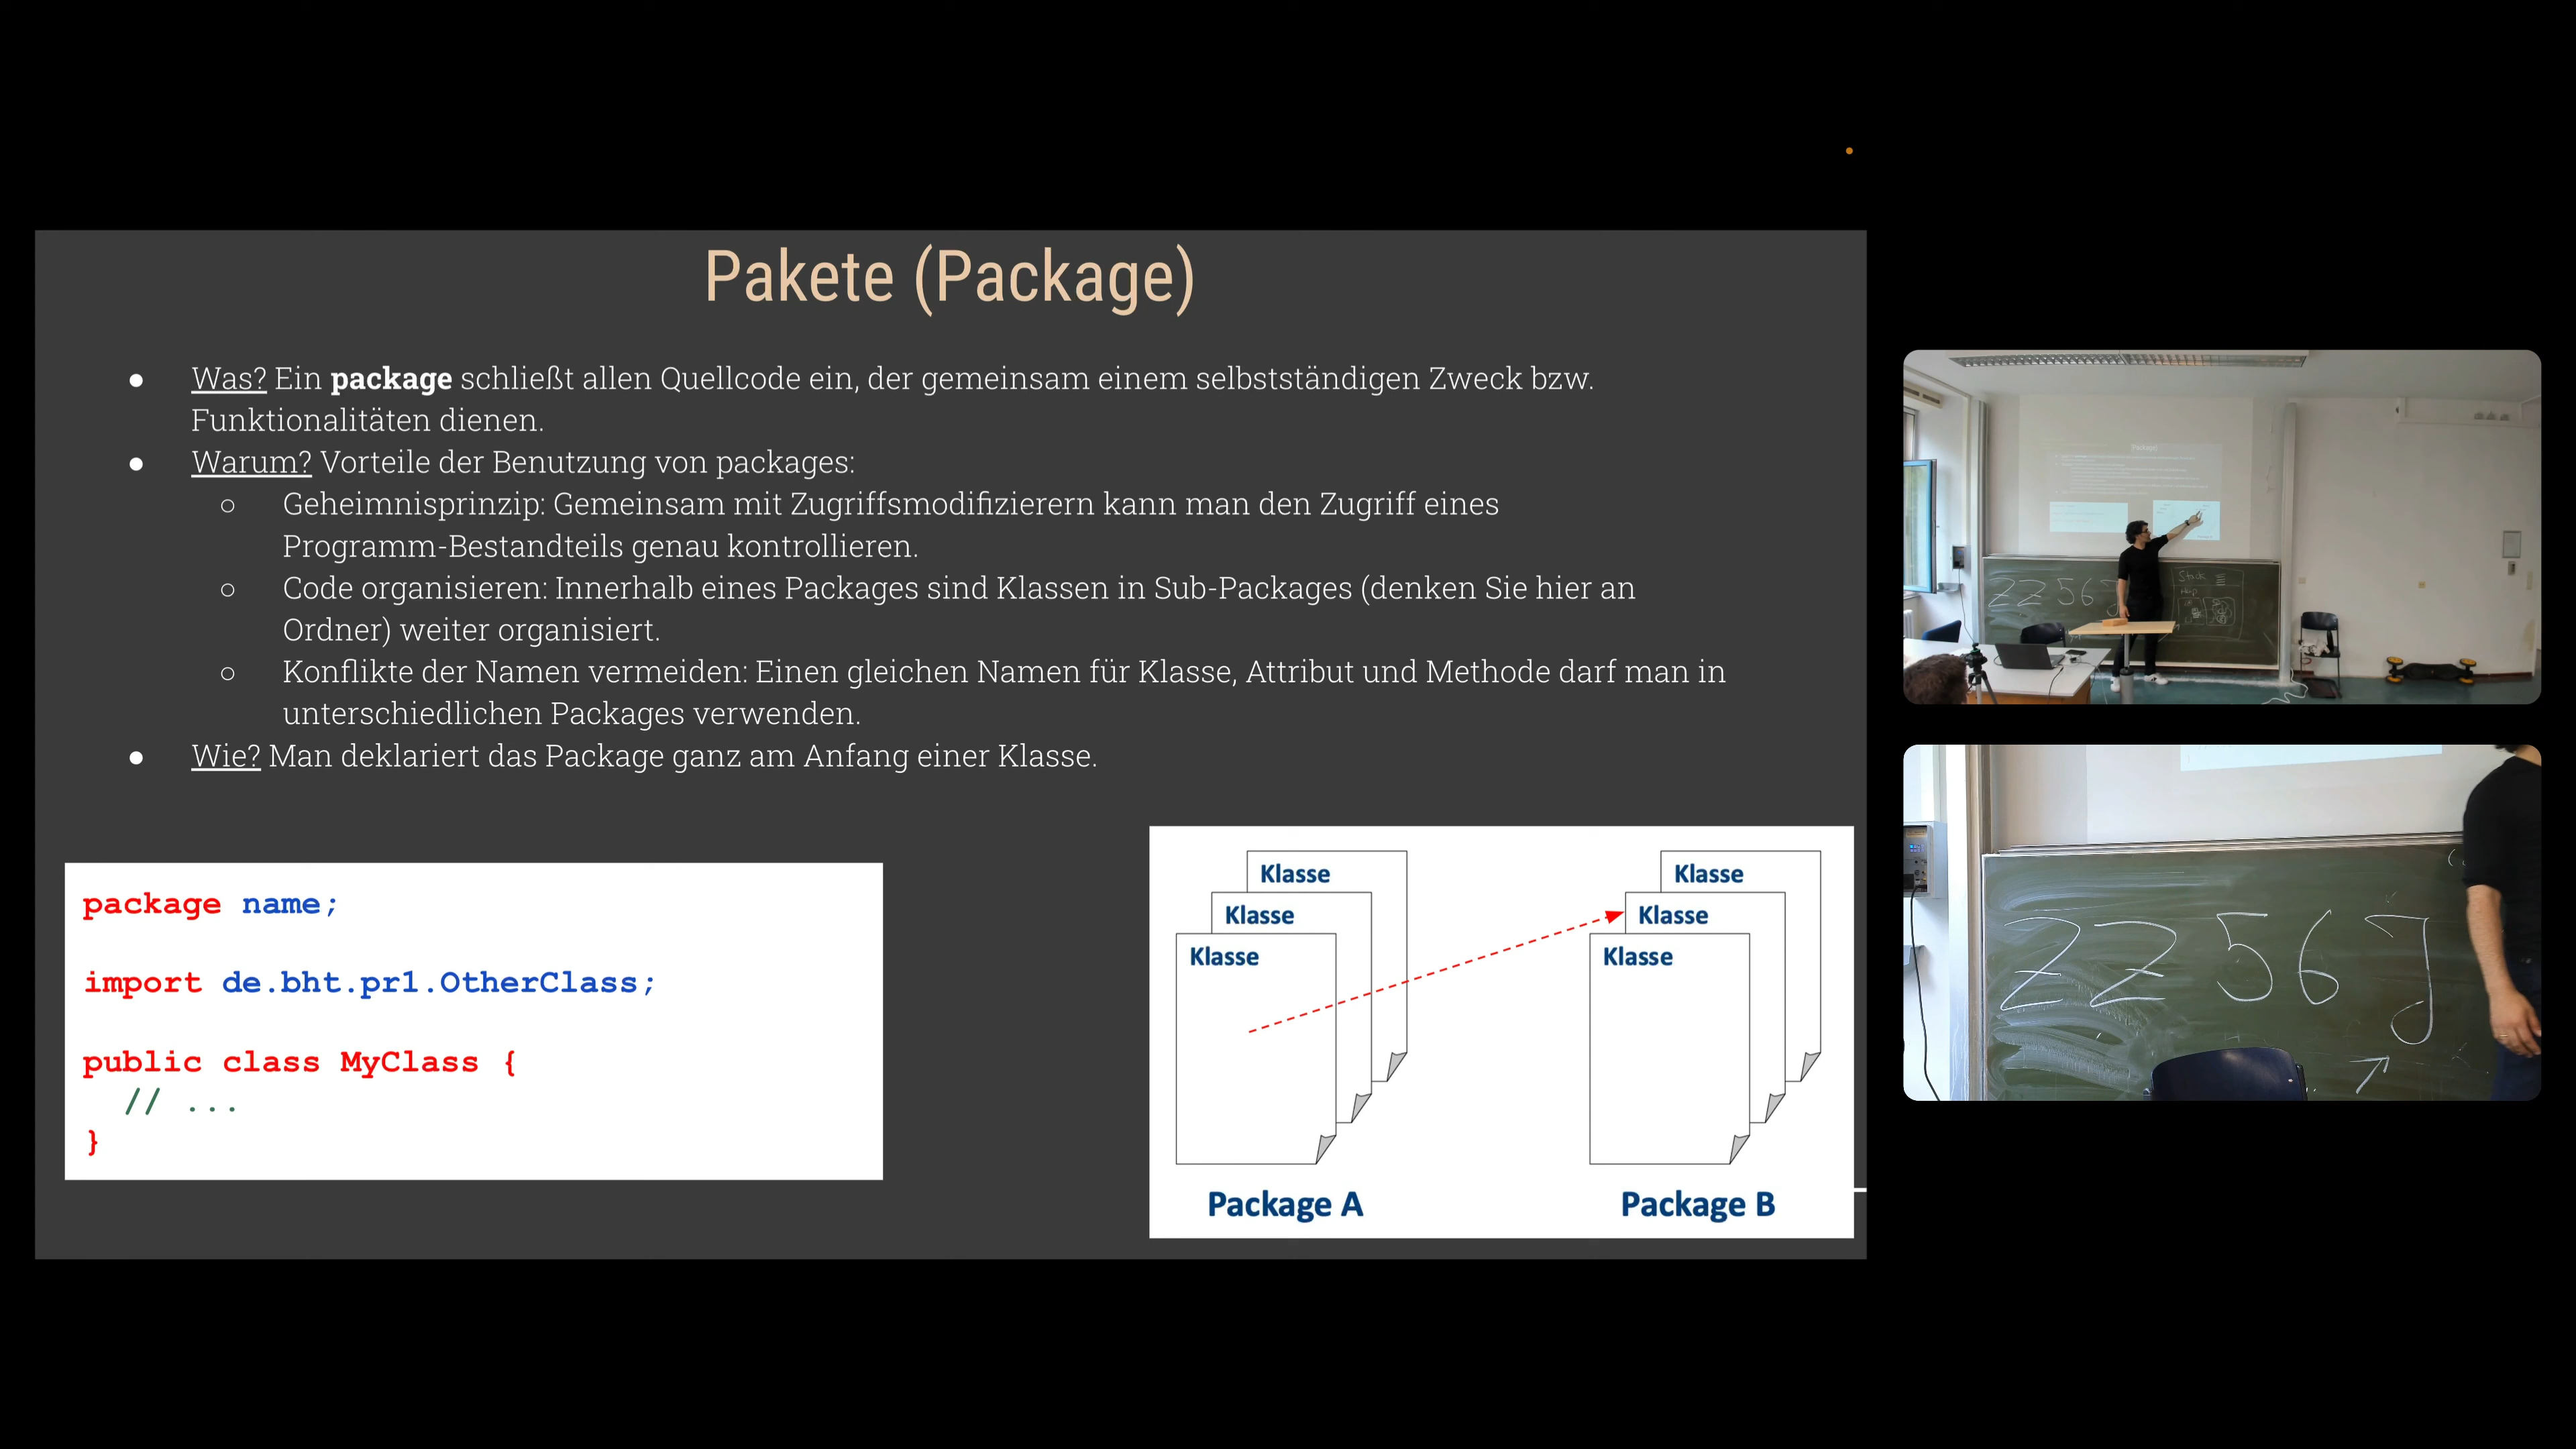 Pakete (Package)
● Was? Ein package schließt allen Quellcode ein, der gemeinsam einem selbstständigen Zweck bzw.
Funktionalitäten dienen.
● Warum? Vorteile der Benutzung von packages:
○ Geheimnisprinzip: Gemeinsam mit Zugriffsmodifizierern kann man den Zugriff eines
Programm-Bestandteils genau kontrollieren.
○ Code organisieren: Innerhalb eines Packages sind Klassen in Sub-Packages (denken Sie hier an
Ordner) weiter organisiert.
○ Konflikte der Namen vermeiden: Einen gleichen Namen für Klasse, Attribut und Methode darf man in
unterschiedlichen Packages verwenden.
● Wie? Man deklariert das Package ganz am Anfang einer Klasse.
package name;
import de.bht.pr1.OtherClass;
public class MyClass {
// ...
}
Klasse
Klasse
Klasse
Package A
Klasse
Klasse
Klasse
Package B
Stack
ZZ56
ZZ56